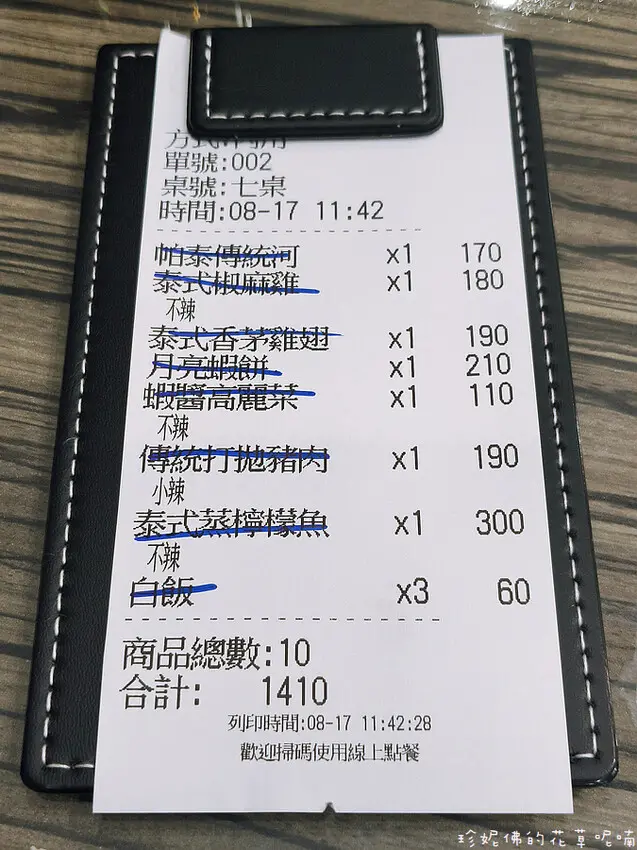 方式:內用
單號:002
桌號:七桌
時間:08-17 11:42
帕泰傳統河 x1 170
泰式椒麻雞 x1 180
不辣
泰式香茅雞翅 x1 190
月亮蝦餅 x1 210
蝦醬高麗菜 x1 110
不辣
傳統打拋豬肉 x1 190
小辣
泰式蒸檸檬魚 x1 300
不辣
白飯 x3 60
商品總數:10
合計: 1410
列印時間:08-17 11:42:28
歡迎掃碼使用線上點餐
珍妮佛的花草呢喃